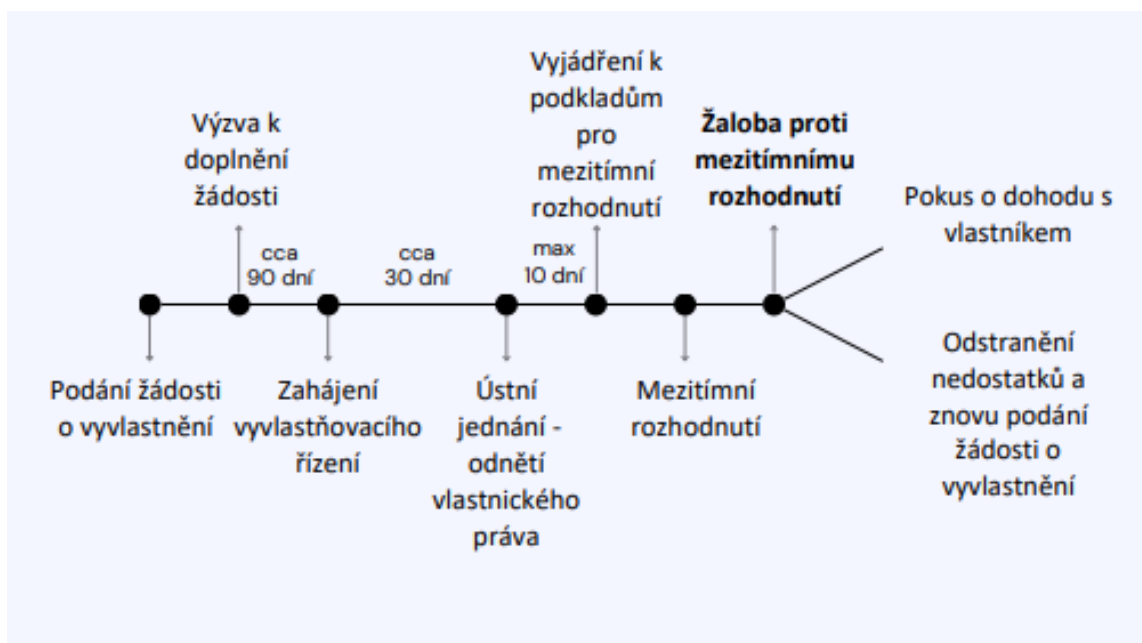 Výzva k
doplnění
žádosti
Vyjádření k
podkladům
pro
mezitímní
rozhodnutí
Žaloba proti
mezitímnímu
rozhodnutí
Pokus o dohodu s
vlastníkem
cca
90 dní
cca
30 dní
max
10 dní
Podání žádosti
o vyvlastnění
Zahájení
vyvlastňovacího
řízení
Ústní
jednání -
odnětí
vlastnického
práva
Mezitímní
rozhodnutí
Odstranění
nedostatků a
znovu podání
žádosti o
vyvlastnění